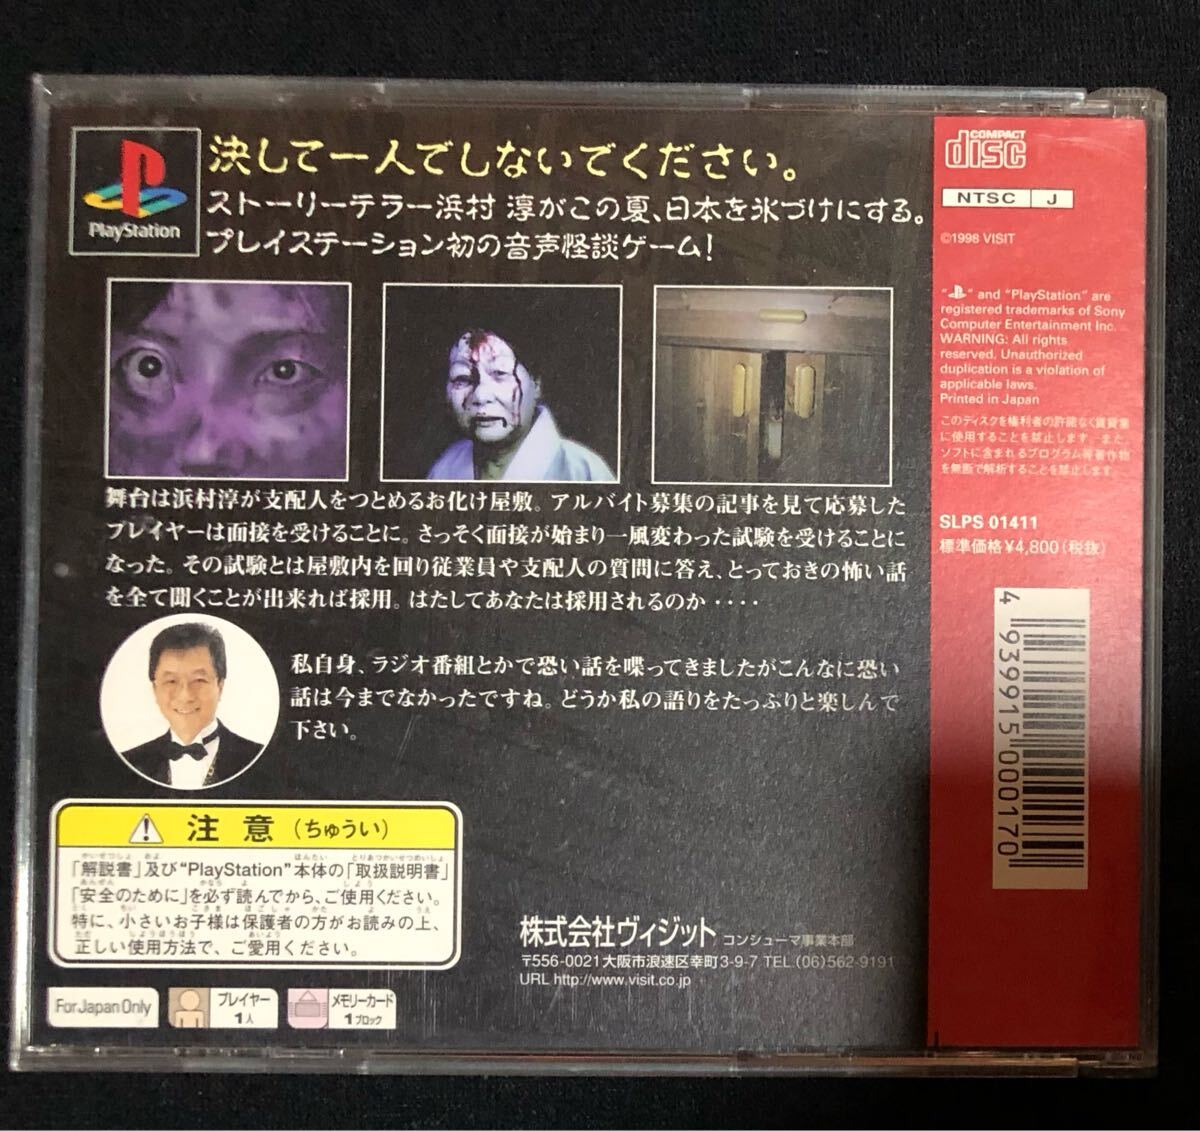 PlayStation
決して一人でしないでください。
ストーリーテラー浜村 淳がこの夏、日本を氷づけにする。
プレイステーション初の音声怪談ゲーム!
舞台は浜村淳が支配人をつとめるお化け屋敷。アルバイト募集の記事を見て応募した
プレイヤーは面接を受けることに。さっそく面接が始まり一風変わった試験を受けることに
なった。その試験とは屋敷内を回り従業員や支配人の質問に答え、とっておきの怖い話
を全て聞くことが出来れば採用。はたしてあなたは採用されるのか‥‥
私自身、ラジオ番組とかで恐い話を喋ってきましたがこんなに恐い
話は今までなかったですね。どうか私の語りをたっぷりと楽しんで
下さい。
注意(ちゅうい)
「解説書」及び“PlayStation”本体の「取扱説明書」
「安全のために」を必ず読んでから、ご使用ください。
特に、小さいお子様は保護者の方がお読みの上、
正しい使用方法で、ご愛用ください。
For Japan Only
プレイヤー
1人
メモリーカード
1ブロック
株式会社ヴィジット コンシューマ事業本部
〒556-0021大阪市浪速区幸町3-9-7 TEL.(06)562-9191
URL http://www.visit.co.jp
COMPACT
disc
NTSC J
©1998 VISIT
“ ” and “PlayStation” are
registered trademarks of Sony
Computer Entertainment Inc.
WARNING: All rights
reserved. Unauthorized
duplication is a violation of
applicable laws.
Printed in Japan
このディスクを権利者の許諾なく賃貸業
に使用することを禁止します。また、
ソフトに含まれるプログラム等著作物
を無断で解析することを禁止します。
SLPS 01411
標準価格¥4,800(税抜)
4 939915 000170